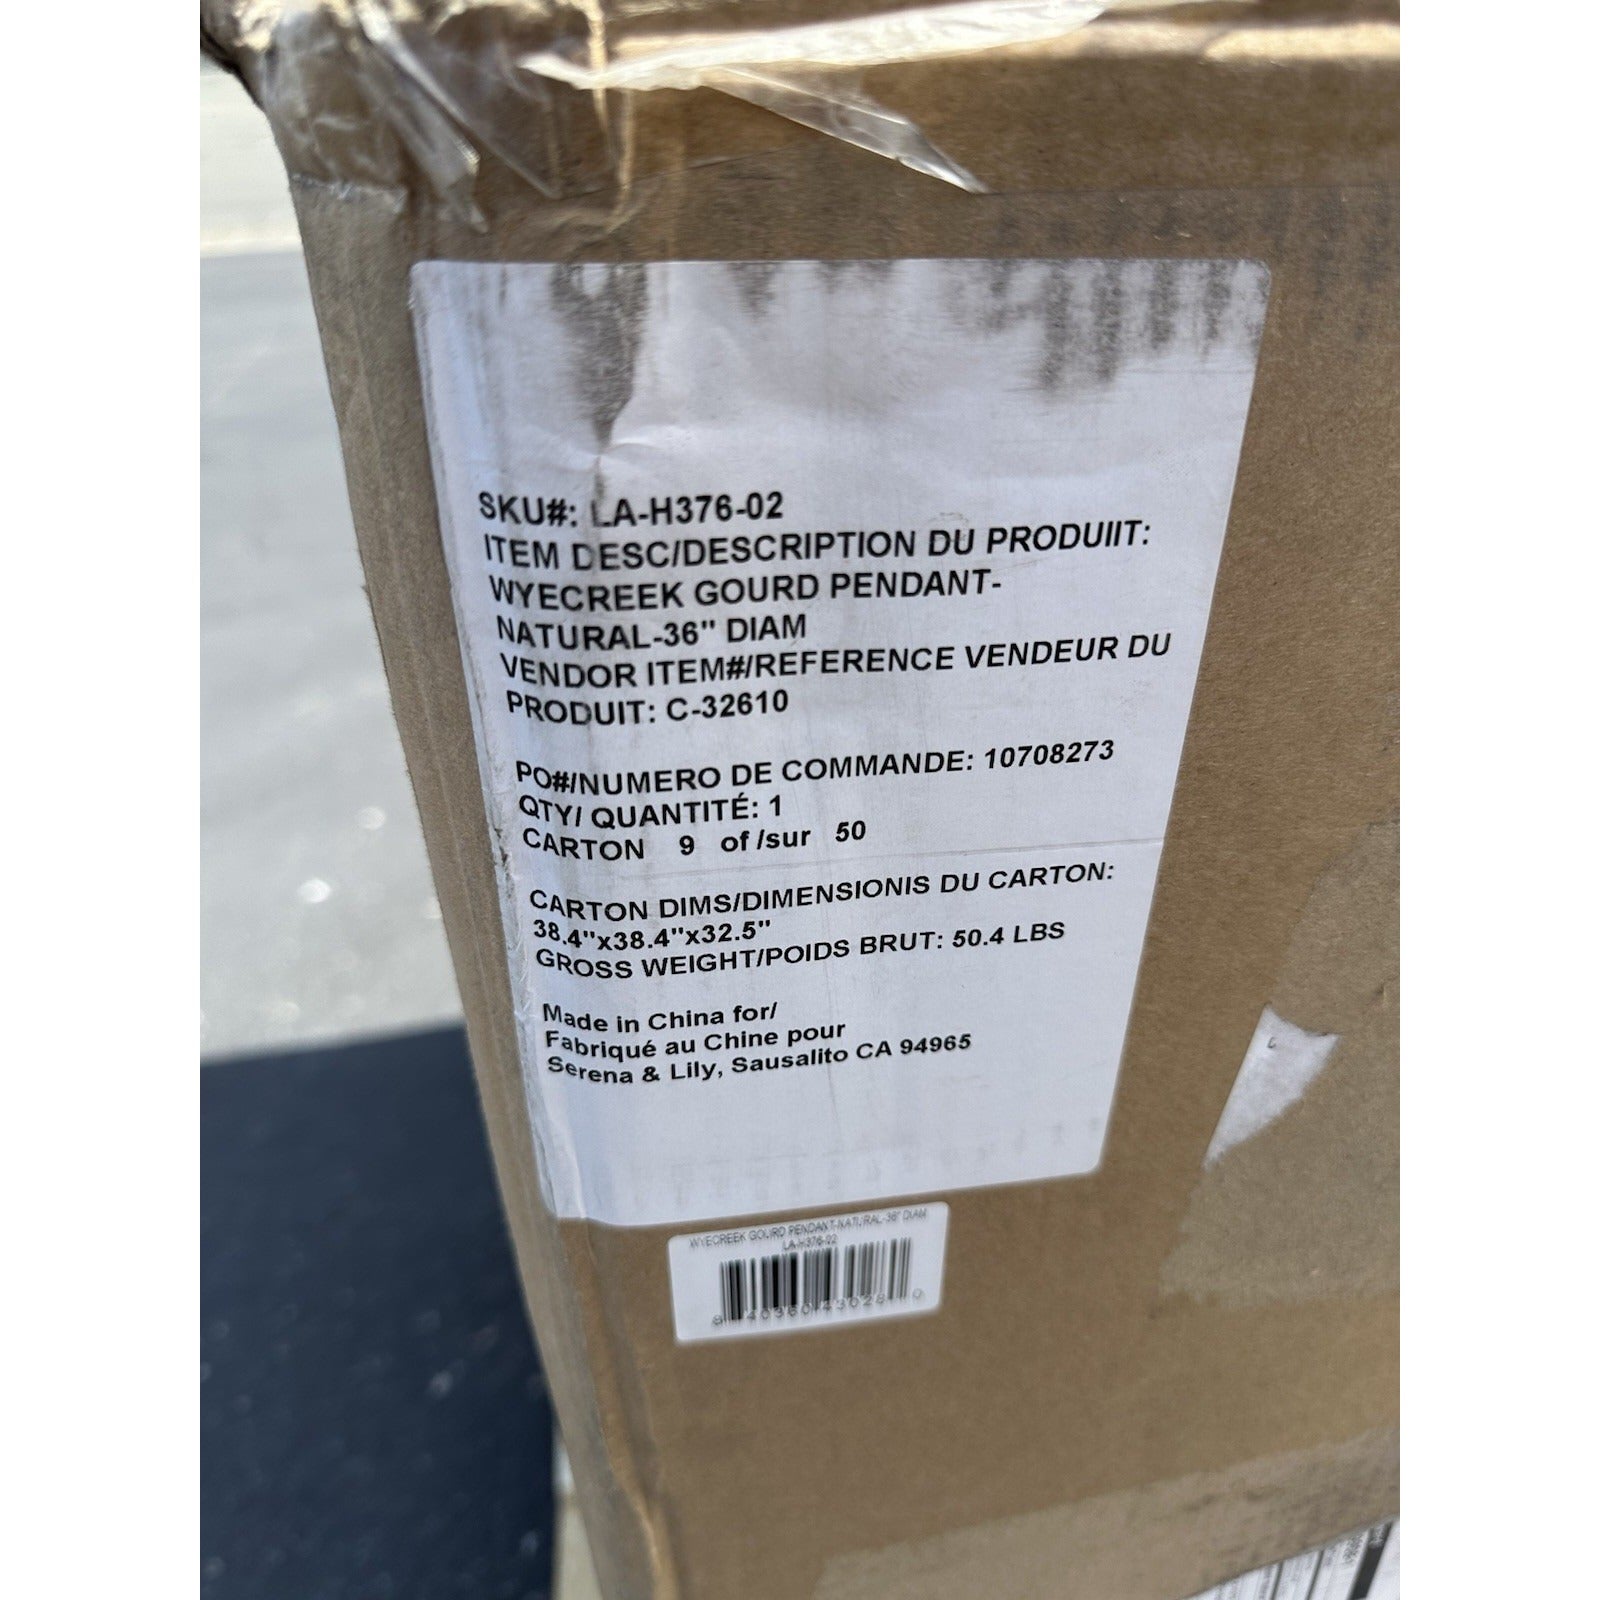 SKU#: LA-H376-02
ITEM DESC/DESCRIPTION DU PRODUIIT:
WYECREEK GOURD PENDANT-
NATURAL-36" DIAM
VENDOR ITEM#/REFERENCE VENDEUR DU
PRODUIT: C-32610
PO#/NUMERO DE COMMANDE: 10708273
QTY/ QUANTITÉ: 1
CARTON 9 of /sur 50
CARTON DIMS/DIMENSIONIS DU CARTON:
38.4"x38.4"x32.5"
GROSS WEIGHT/POIDS BRUT: 50.4 LBS
Made in China for/
Fabriqué au Chine pour
Serena & Lily, Sausalito CA 94965
WYECREEK GOURD PENDANT-NATURAL-36" DIAM
LA-H376-02